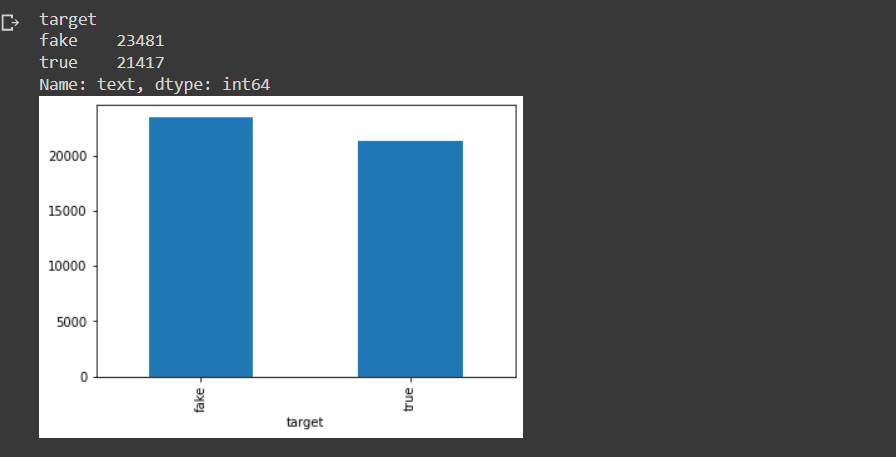 target
fake    23481
true    21417
Name: text, dtype: int64
20000
15000
10000
5000
0
fake
true
target